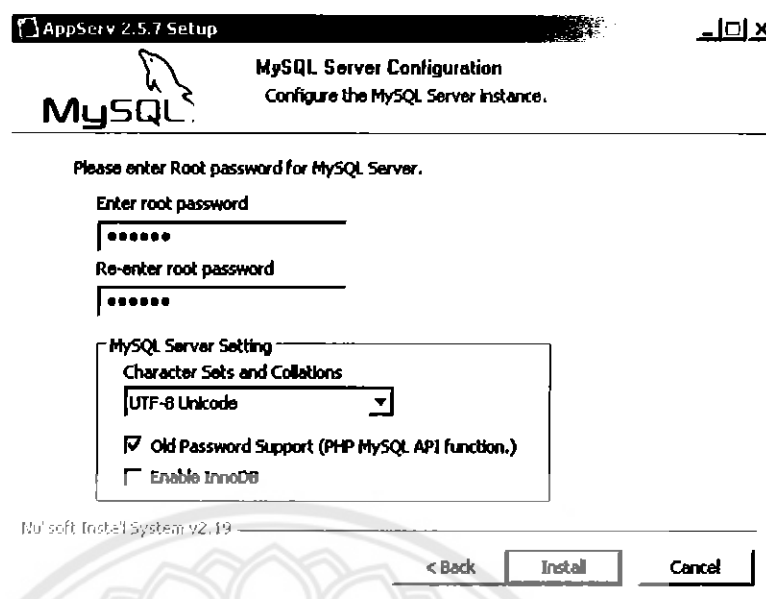 AppServ 2.5.7 Setup
MySQL Server Configuration
Configure the MySQL Server instance.
MySQL
Please enter Root password for MySQL Server.
Enter root password
••••••
Re-enter root password
••••••
MySQL Server Setting
Character Sets and Collations
UTF-8 Unicode
Old Password Support (PHP MySQL API function.)
Enable InnoDB
Nullsoft Install System v2.19
< Back Install Cancel